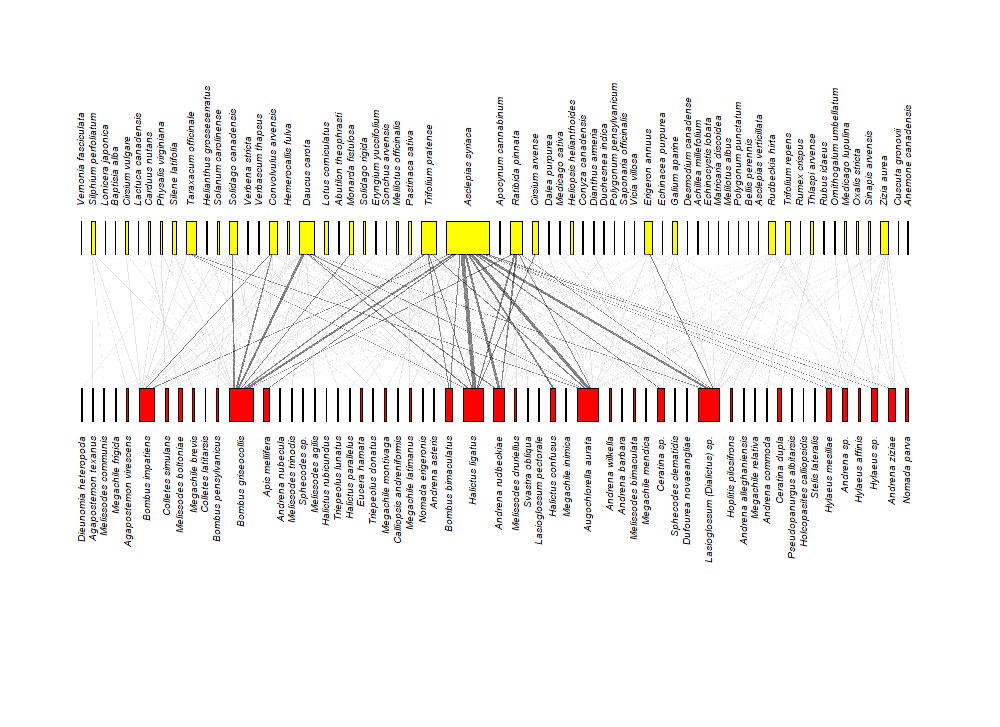 Vernonia fasciculata
Silphium perfoliatum
Lonicera japonica
Baptisia alba
Cirsium vulgare
Lactuca canadensis
Carduus nutans
Physalis virginiana
Silene latifolia
Taraxacum officinale
Helianthus grosseserratus
Solanum carolinense
Solidago canadensis
Verbena stricta
Verbascum thapsus
Convolvulus arvensis
Hemerocallis fulva
Daucus carota
Lotus corniculatus
Abutilon theophrasti
Monarda fistulosa
Solidago rigida
Eryngium yuccifolium
Sonchus arvensis
Melilotus officinalis
Pastinaca sativa
Trifolium pratense
Asclepias syriaca
Apocynum cannabinum
Ratibida pinnata
Cirsium arvense
Dalea purpurea
Medicago sativa
Heliopsis helianthoides
Conyza canadensis
Dianthus armeria
Duchesnea indica
Polygonum pensylvanicum
Saponaria officinalis
Vicia villosa
Erigeron annuus
Echinacea purpurea
Galium aparine
Desmodium canadense
Achillea millefolium
Echinocystis lobata
Matricaria discoidea
Melilotus albus
Polygonum punctatum
Bellis perennis
Asclepias verticillata
Rudbeckia hirta
Trifolium repens
Rumex crispus
Thlaspi arvense
Rubus idaeus
Ornithogalum umbellatum
Medicago lupulina
Oxalis stricta
Sinapis arvensis
Zizia aurea
Cuscuta gronovii
Anemone canadensis
Dieunomia heteropoda
Agapostemon texanus
Melissodes communis
Megachile frigida
Agapostemon virescens
Bombus impatiens
Colletes simulans
Melissodes boltoniae
Megachile brevis
Colletes latitarsis
Bombus pensylvanicus
Bombus griseocollis
Apis mellifera
Andrena nubecula
Melissodes trinodis
Sphecodes sp.
Melissodes agilis
Halictus rubicundus
Triepeolus lunatus
Halictus parallelus
Eucera hamata
Triepeolus donatus
Megachile montivaga
Calliopsis andreniformis
Megachile latimanus
Nomada engeronis
Andrena asteris
Bombus bimaculatus
Halictus ligatus
Andrena rudbeckiae
Melissodes druriellus
Svastra obliqua
Lasioglossum pectorale
Halictus confusus
Megachile inimica
Augochlorella aurata
Andrena wilkella
Andrena barbara
Melissodes bimaculata
Megachile mendica
Ceratina sp.
Sphecodes clematidis
Dufourea novaeangliae
Lasioglossum (Dialictus) sp.
Hoplitis pilosifrons
Andrena alleghaniensis
Megachile relativa
Andrena commoda
Ceratina dupla
Pseudopanurgus albitarsis
Holcopasites calliopsidis
Stelis lateralis
Hylaeus mesillae
Andrena sp.
Hylaeus affinis
Hylaeus sp.
Andrena ziziae
Nomada parva